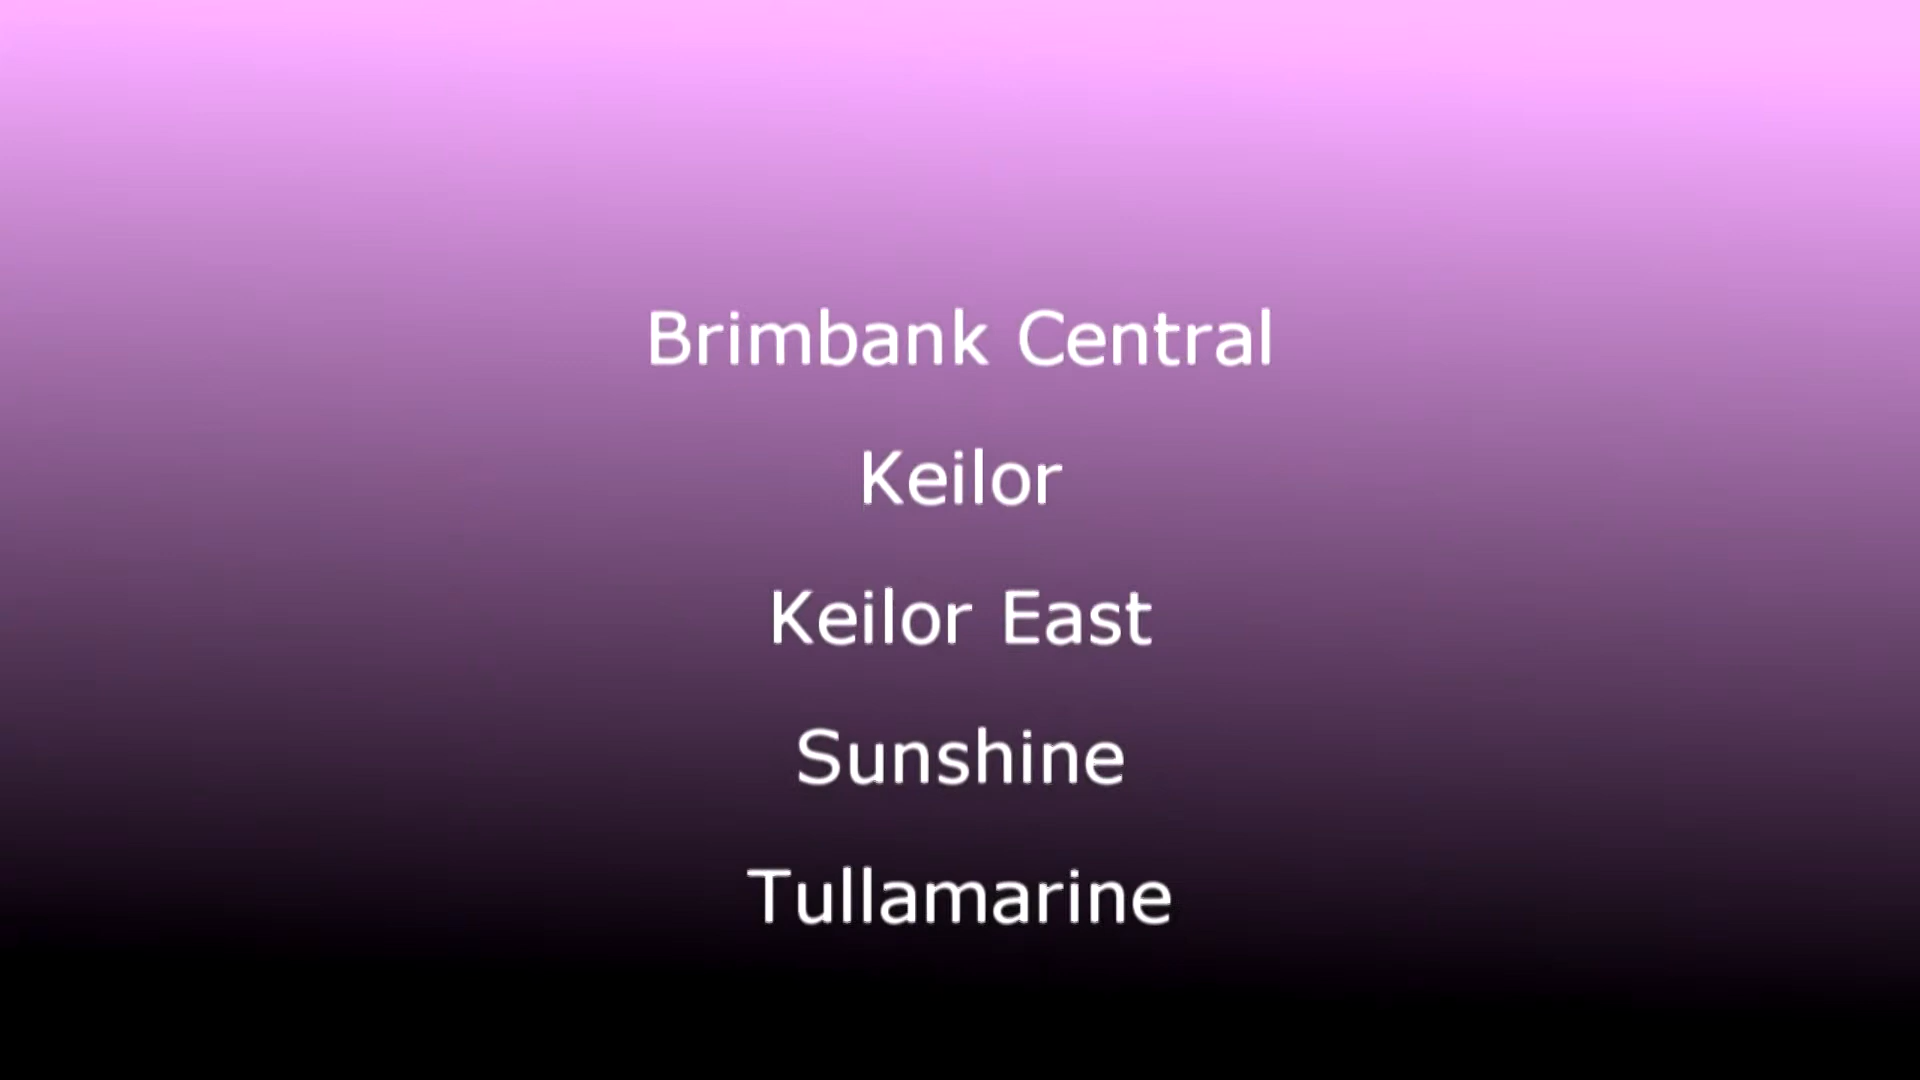 Brimbank Central
Keilor
Keilor East
Sunshine
Tullamarine